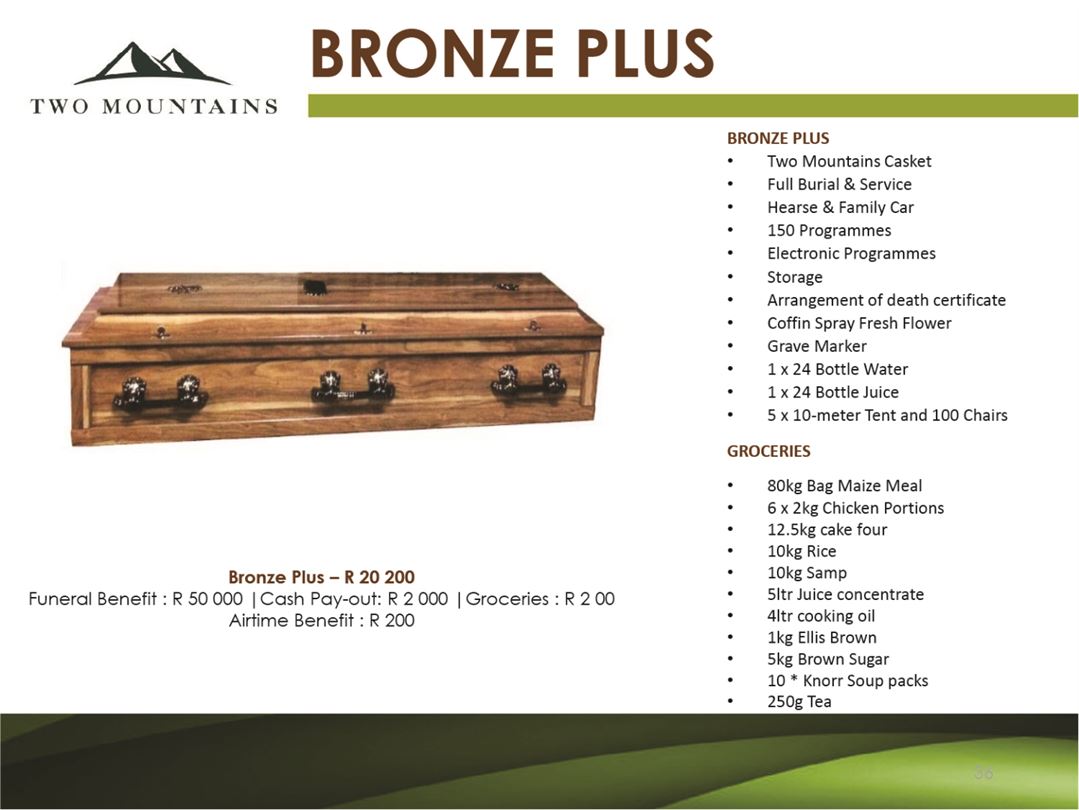 BRONZE PLUS
TWO MOUNTAINS
BRONZE PLUS
• Two Mountains Casket
• Full Burial & Service
• Hearse & Family Car
• 150 Programmes
• Electronic Programmes
• Storage
• Arrangement of death certificate
• Coffin Spray Fresh Flower
• Grave Marker
• 1 x 24 Bottle Water
• 1 x 24 Bottle Juice
• 5 x 10-meter Tent and 100 Chairs
GROCERIES
• 80kg Bag Maize Meal
• 6 x 2kg Chicken Portions
• 12.5kg cake four
• 10kg Rice
• 10kg Samp
• 5ltr Juice concentrate
• 4ltr cooking oil
• 1kg Ellis Brown
• 5kg Brown Sugar
• 10 * Knorr Soup packs
• 250g Tea
Bronze Plus – R 20 200
Funeral Benefit : R 50 000 |Cash Pay-out: R 2 000 |Groceries : R 2 00
Airtime Benefit : R 200
36